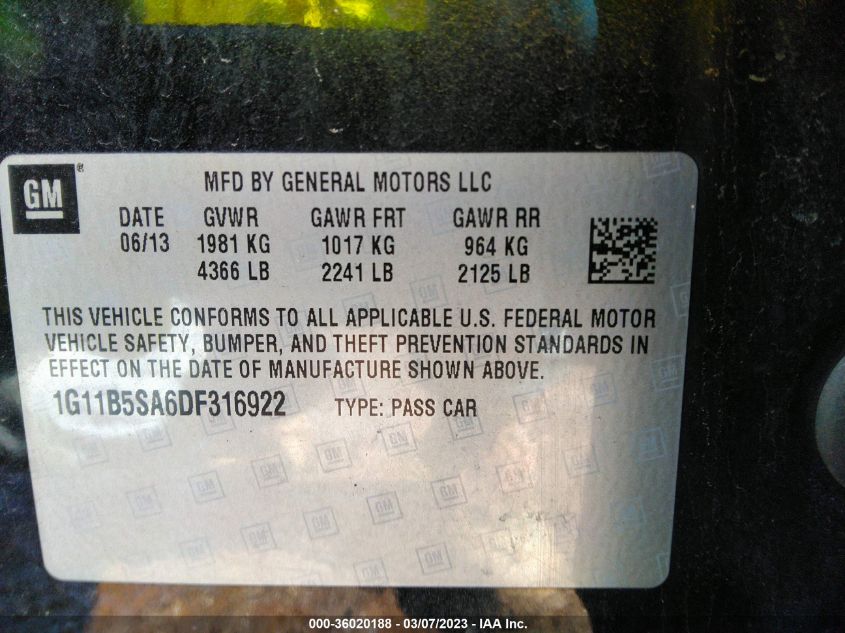 GM ®
MFD BY GENERAL MOTORS LLC
DATE GVWR GAWR FRT GAWR RR
06/13 1981 KG 1017 KG 964 KG
4366 LB 2241 LB 2125 LB
THIS VEHICLE CONFORMS TO ALL APPLICABLE U.S. FEDERAL MOTOR
VEHICLE SAFETY, BUMPER, AND THEFT PREVENTION STANDARDS IN
EFFECT ON THE DATE OF MANUFACTURE SHOWN ABOVE.
1G11B5SA6DF316922 TYPE: PASS CAR
000-36020188 - 03/07/2023 - IAA Inc.